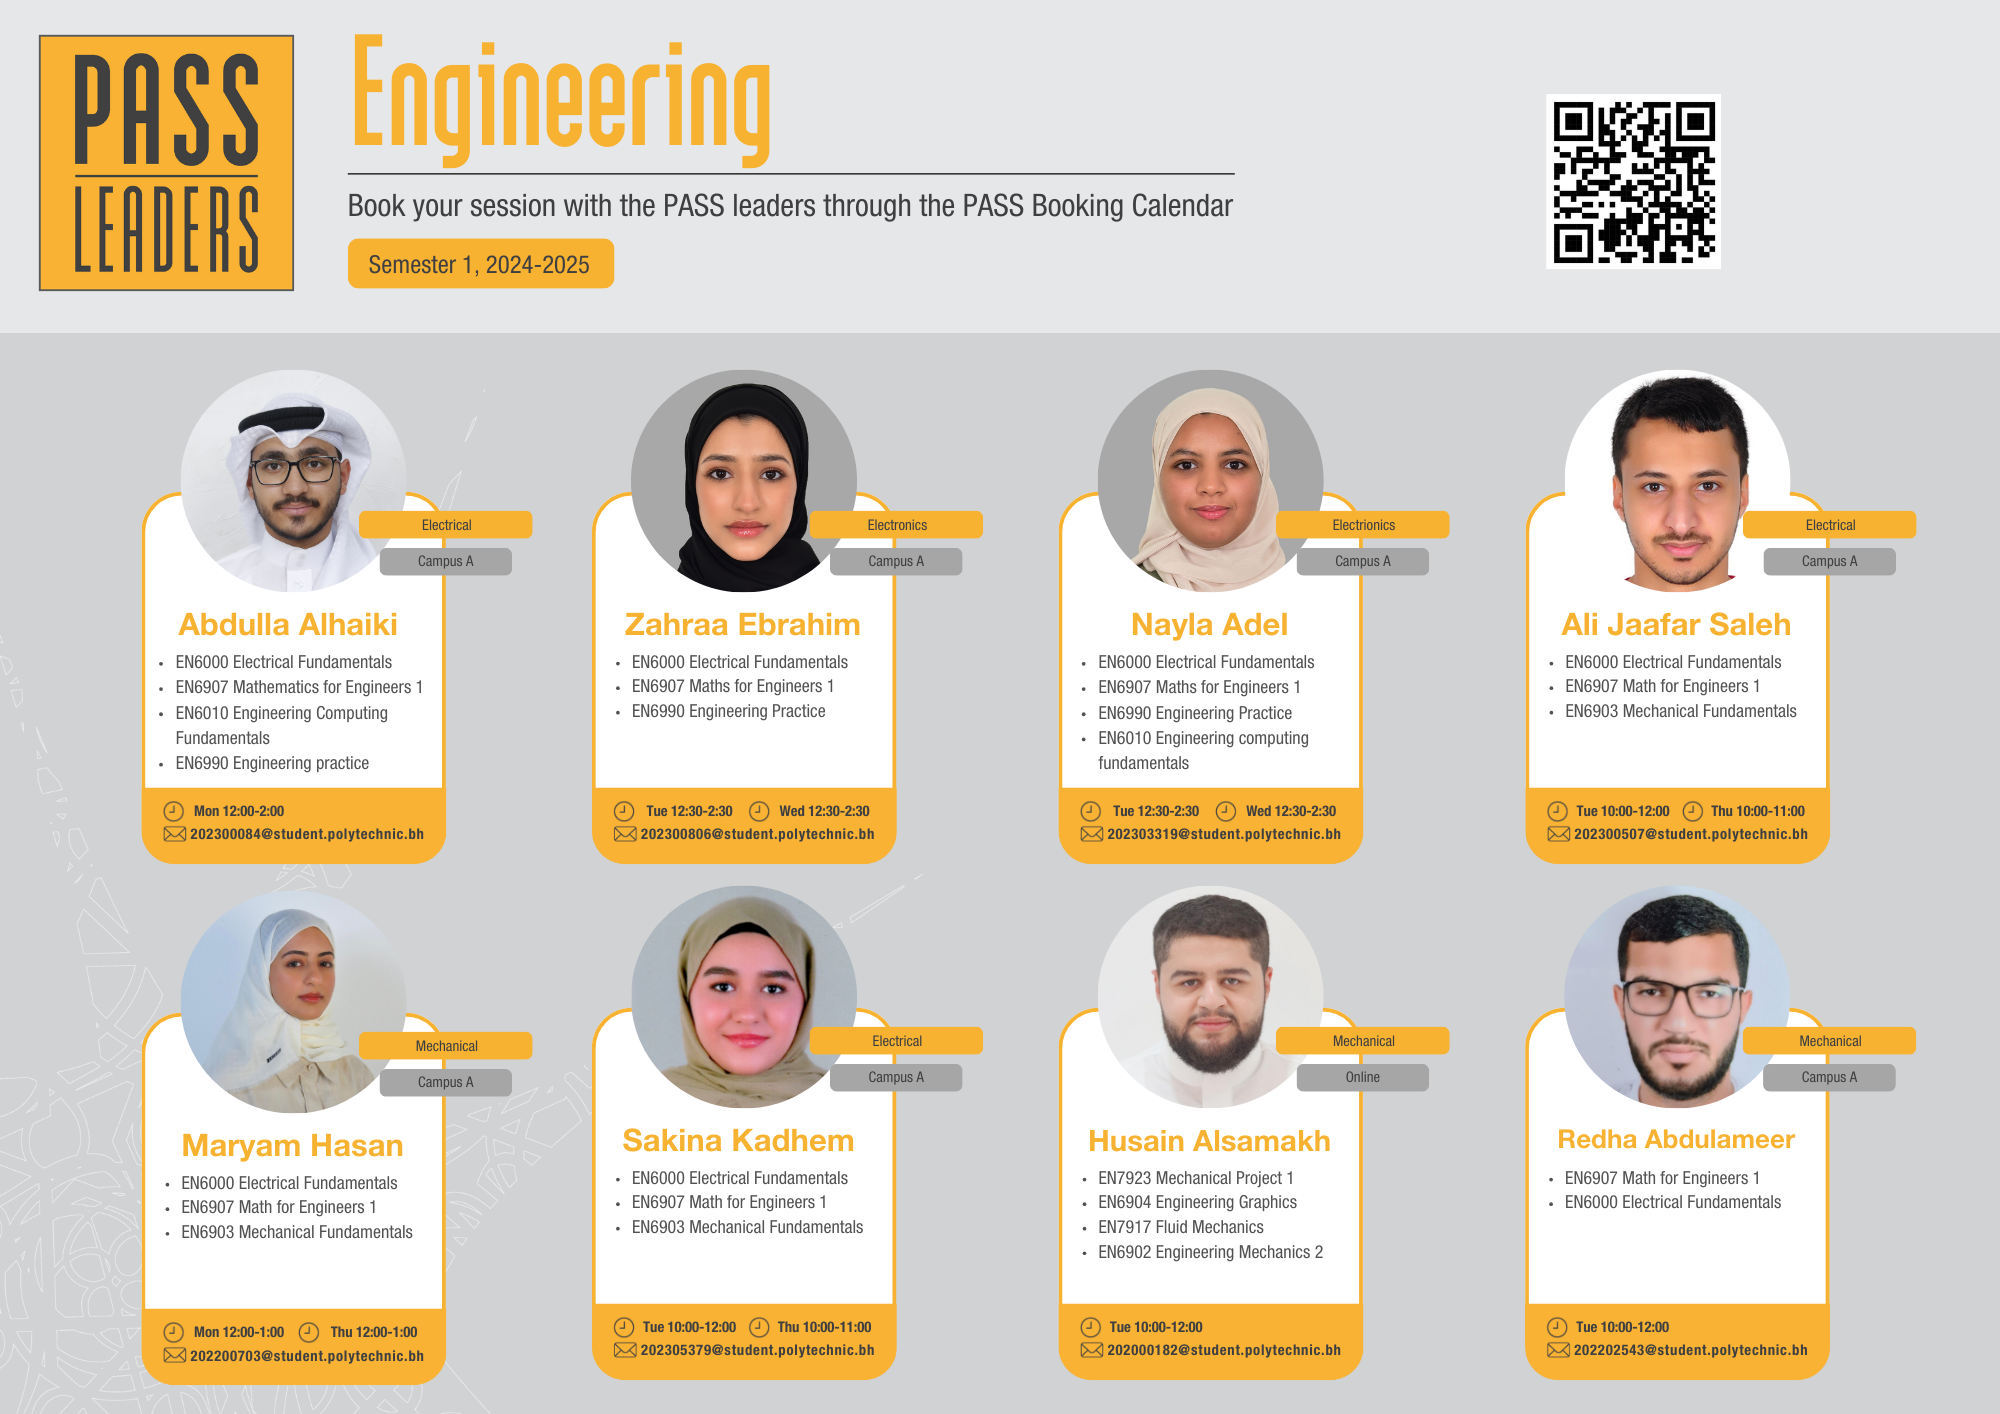 PASS
LEADERS
Engineering
Book your session with the PASS leaders through the PASS Booking Calendar
Semester 1, 2024-2025
Electrical
Campus A
Abdulla Alhaiki
• EN6000 Electrical Fundamentals
• EN6907 Mathematics for Engineers 1
• EN6010 Engineering Computing
Fundamentals
• EN6990 Engineering practice
Mon 12:00-2:00
202300084@student.polytechnic.bh
Electronics
Campus A
Zahraa Ebrahim
• EN6000 Electrical Fundamentals
• EN6907 Maths for Engineers 1
• EN6990 Engineering Practice
Tue 12:30-2:30 Wed 12:30-2:30
202300806@student.polytechnic.bh
Electrionics
Campus A
Nayla Adel
• EN6000 Electrical Fundamentals
• EN6907 Maths for Engineers 1
• EN6990 Engineering Practice
• EN6010 Engineering computing
fundamentals
Tue 12:30-2:30 Wed 12:30-2:30
202303319@student.polytechnic.bh
Electrical
Campus A
Ali Jaafar Saleh
• EN6000 Electrical Fundamentals
• EN6907 Math for Engineers 1
• EN6903 Mechanical Fundamentals
Tue 10:00-12:00 Thu 10:00-11:00
202300507@student.polytechnic.bh
Mechanical
Campus A
Maryam Hasan
• EN6000 Electrical Fundamentals
• EN6907 Math for Engineers 1
• EN6903 Mechanical Fundamentals
Mon 12:00-1:00 Thu 12:00-1:00
202200703@student.polytechnic.bh
Electrical
Campus A
Sakina Kadhem
• EN6000 Electrical Fundamentals
• EN6907 Math for Engineers 1
• EN6903 Mechanical Fundamentals
Tue 10:00-12:00 Thu 10:00-11:00
202305379@student.polytechnic.bh
Mechanical
Online
Husain Alsamakh
• EN7923 Mechanical Project 1
• EN6904 Engineering Graphics
• EN7917 Fluid Mechanics
• EN6902 Engineering Mechanics 2
Tue 10:00-12:00
202000182@student.polytechnic.bh
Mechanical
Campus A
Redha Abdulameer
• EN6907 Math for Engineers 1
• EN6000 Electrical Fundamentals
Tue 10:00-12:00
202202543@student.polytechnic.bh